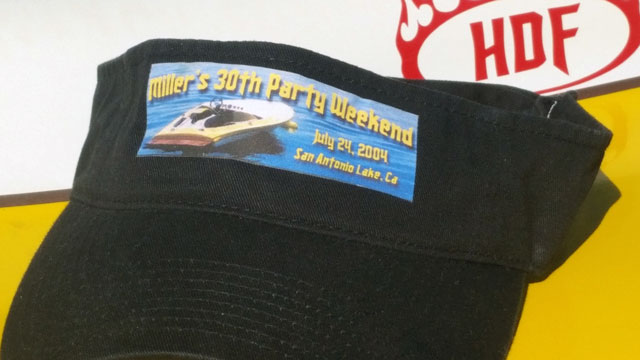 HDF
Miller's 30th Party Weekend
July 24, 2004
San Antonio Lake, Ca